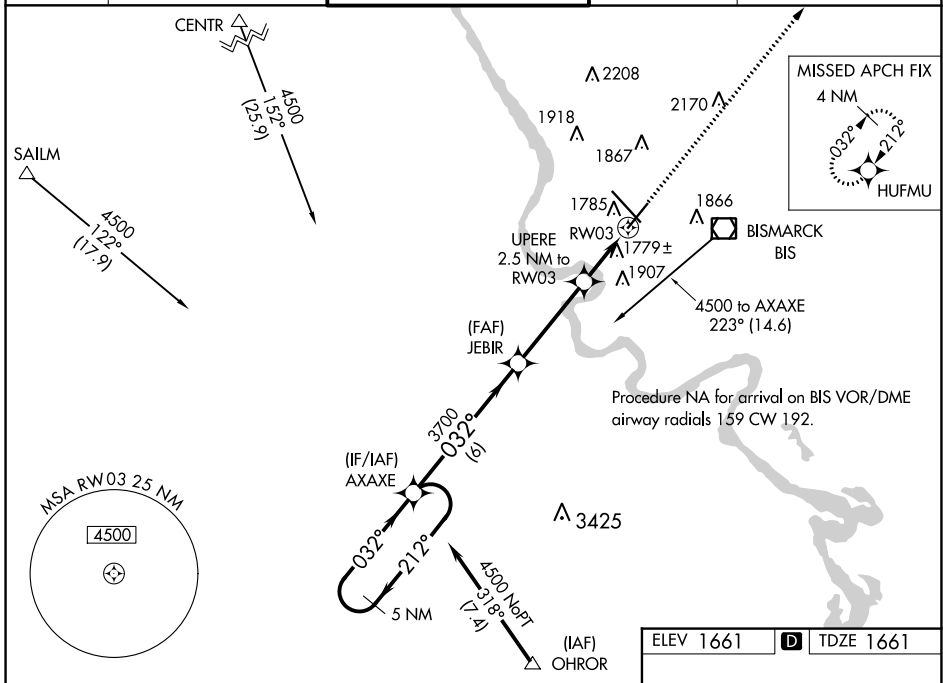 CENTR
4500
152°
(25.9)
SAILM
4500
122°
(17.9)
2208
1918
2170
1867
MISSED APCH FIX
4 NM
032°
212°
HUFMU
1785
RW03
1866
BISMARCK
BIS
UPERE
2.5 NM to
RW03
1779±
1907
4500 to AXAXE
223° (14.6)
(FAF)
JEBIR
Procedure NA for arrival on BIS VOR/DME
airway radials 159 CW 192.
3700
032°
(6)
(IF/IAF)
AXAXE
MSA RW03 25 NM
4500
3425
032°
212°
5 NM
4500 NoPT
318°
(7.4)
(IAF)
OHROR
ELEV 1661
D
TDZE 1661